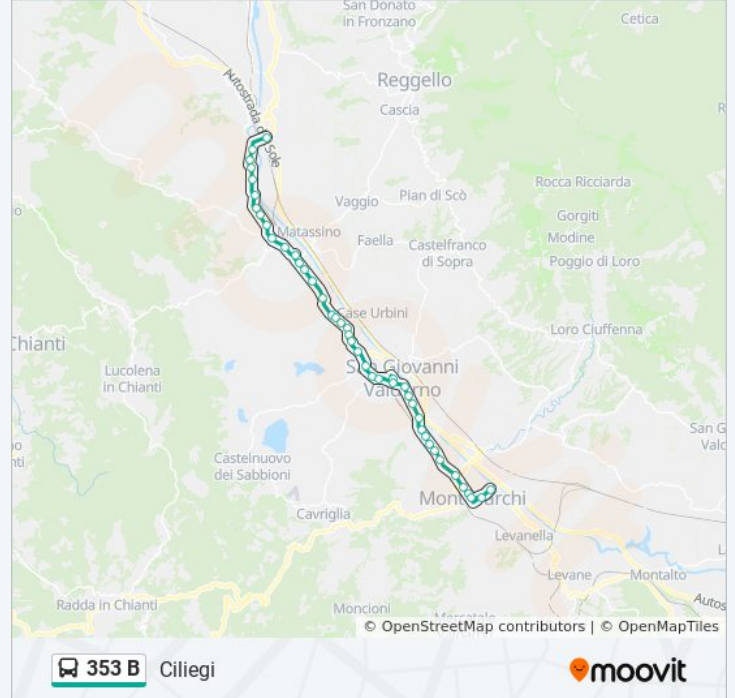 San Donato
in Fronzano
Cetica
Reggello
Autostrada del Sole
Cascia
Rocca Ricciarda
Vaggio
Pian di Scò
Gorgiti
Matassino
Faella
Castelfranco
di Sopra
Modine
Poggio di Loro
Case Urbini
Chianti
Loro Ciuffenna
San Giovanni
Valdarno
Lucolena
in Chianti
San G
Valc
Castelnuovo
dei Sabbioni
Montevarchi
Cavriglia
Levanella
Levane
Montalto
Radda in Chianti
Moncioni
Mercatale
Autos
© OpenStreetMap contributors | © OpenMapTiles
353 B
Ciliegi
moovit